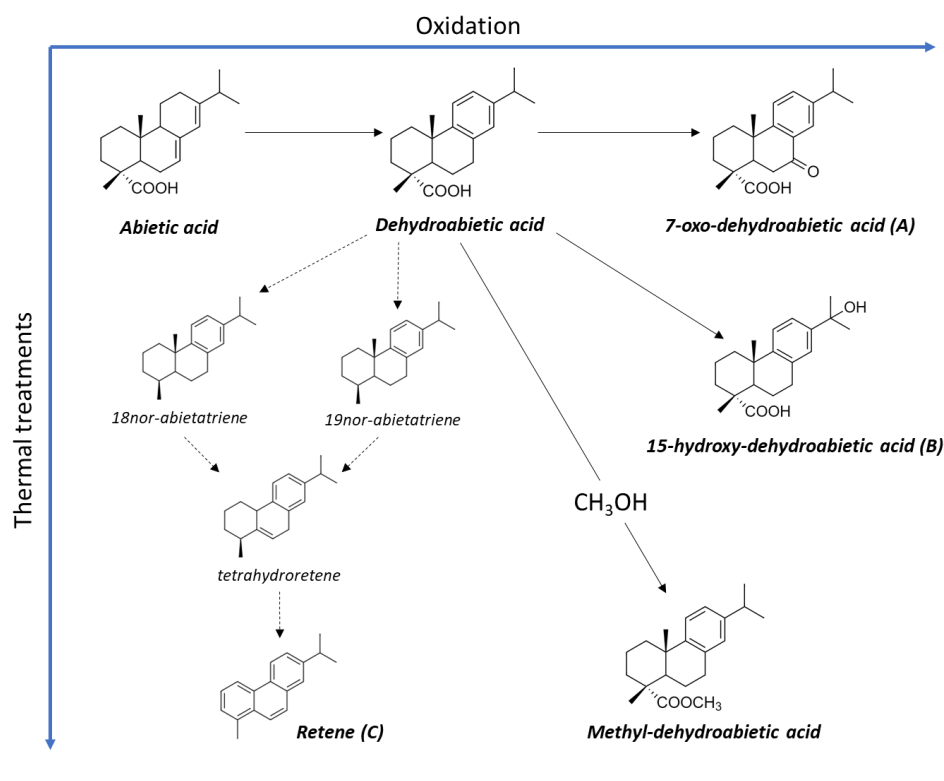 Oxidation
Thermal treatments
COOH
COOH
O
COOH
Abietic acid
Dehydroabietic acid
7-oxo-dehydroabietic acid (A)
OH
COOH
18nor-abietatriene
19nor-abietatriene
15-hydroxy-dehydroabietic acid (B)
CH₃OH
tetrahydroretene
COOCH₃
Retene (C)
Methyl-dehydroabietic acid